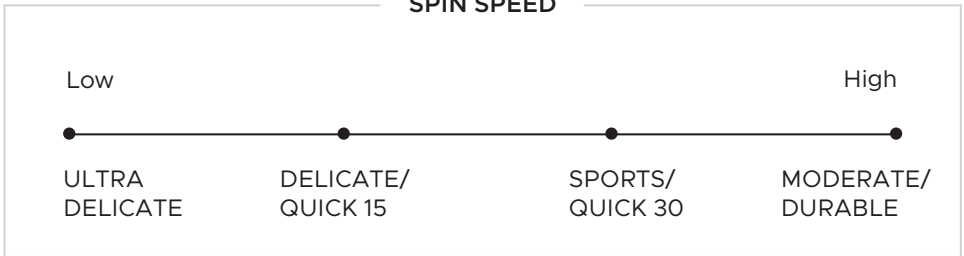 SPIN SPEED
Low High
ULTRA DELICATE/ SPORTS/ MODERATE/
DELICATE QUICK 15 QUICK 30 DURABLE